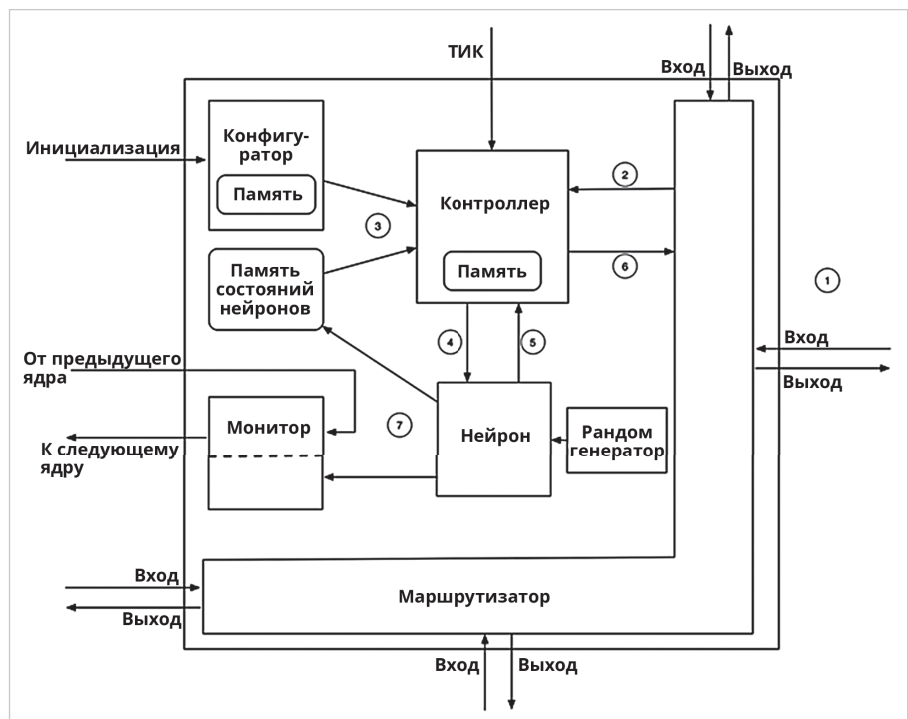 ТИК
Вход
Выход
Инициализация
Конфигу-
ратор
Память
Контроллер
Память
2
3
6
1
Память
состояний
нейронов
4
5
От предыдущего
ядра
Вход
Выход
Монитор
7
Нейрон
Рандом
генератор
К следующему
ядру
Вход
Выход
Маршрутизатор
Вход
Выход